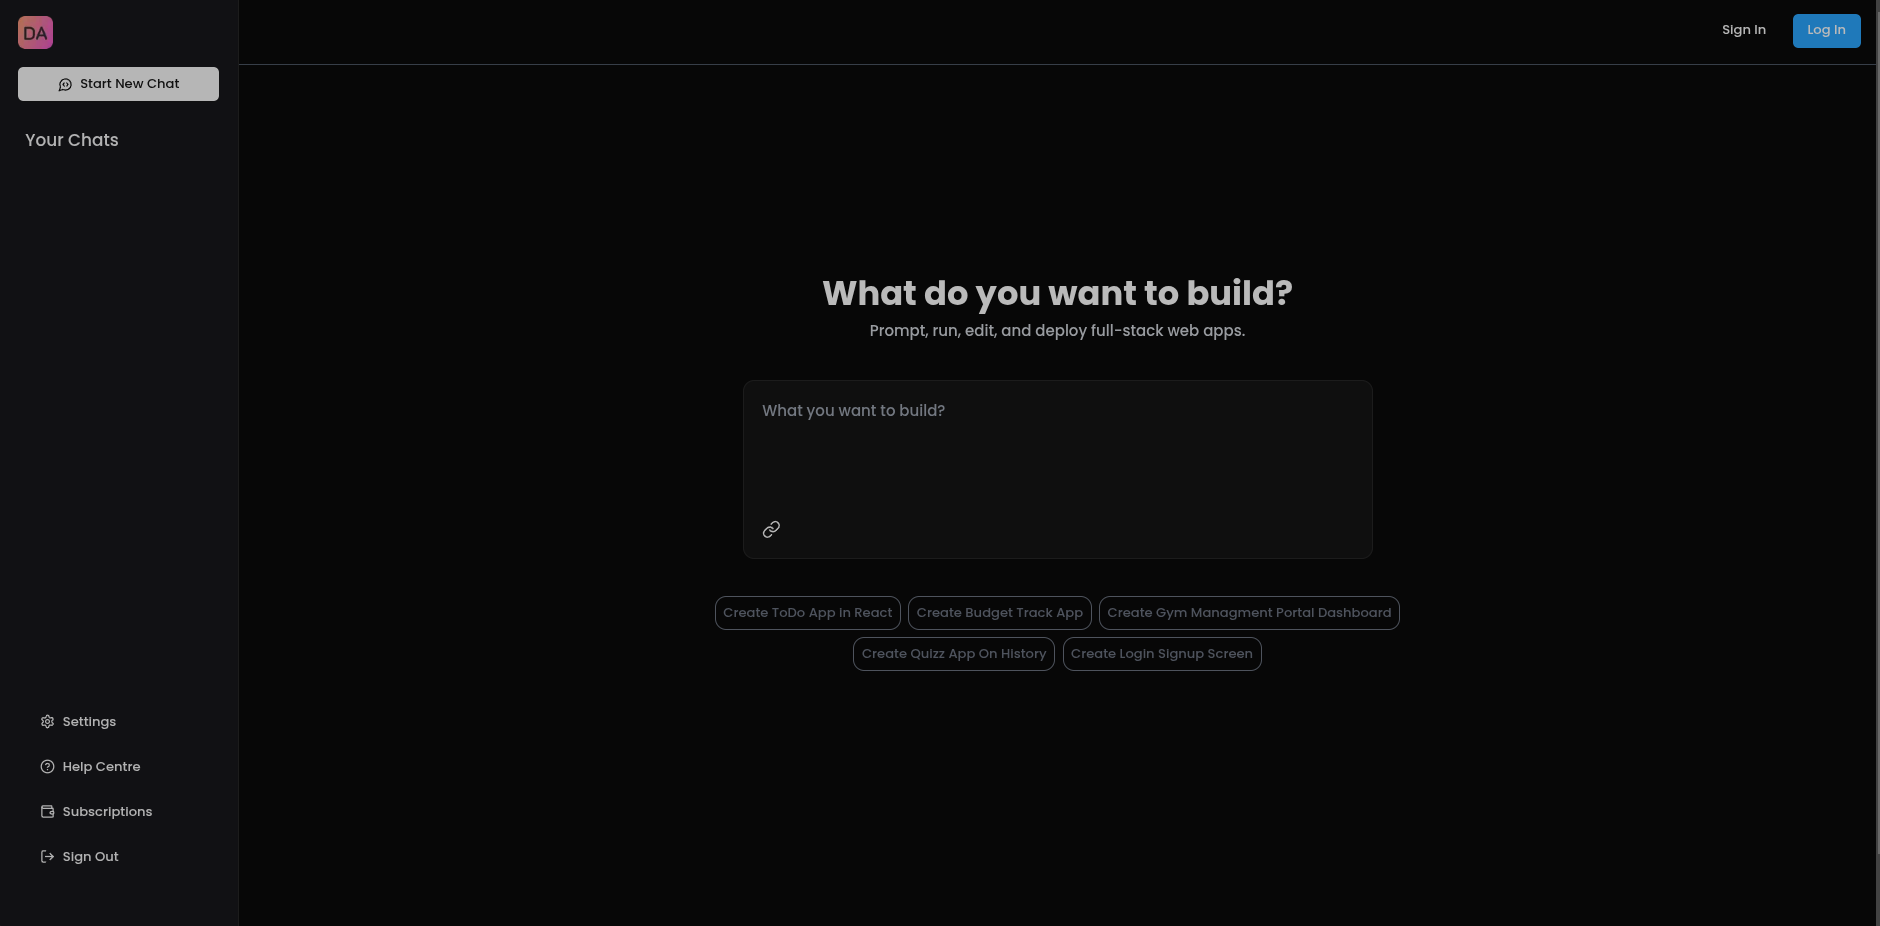 DA
Start New Chat
Your Chats
Settings
Help Centre
Subscriptions
Sign Out
Sign In
Log In
What do you want to build?
Prompt, run, edit, and deploy full-stack web apps.
What you want to build?
Create ToDo App in React
Create Budget Track App
Create Gym Managment Portal Dashboard
Create Quizz App On History
Create Login Signup Screen